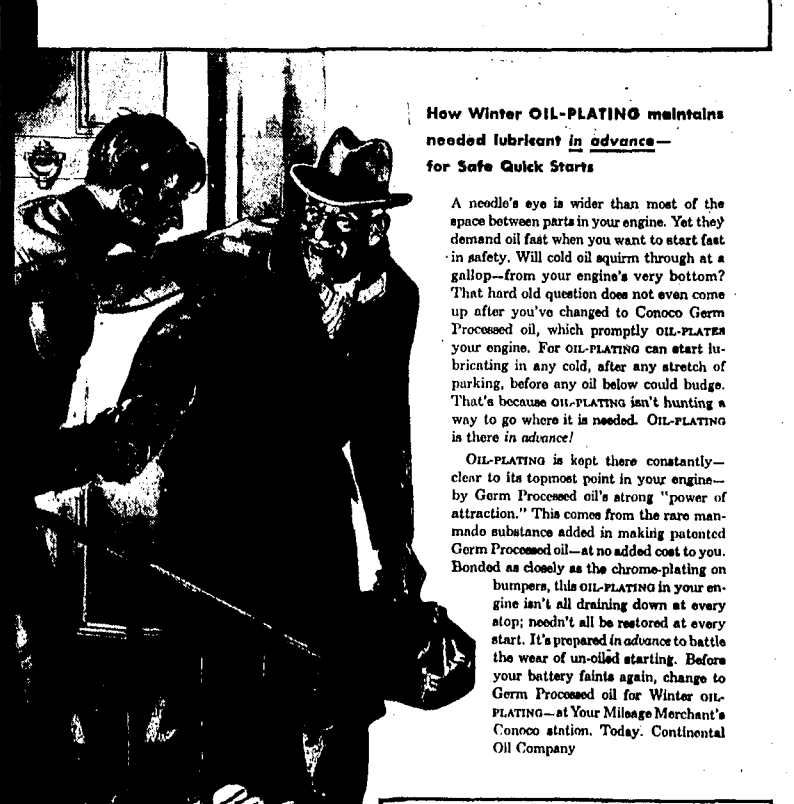 How Winter OIL-PLATING maintains
needed lubricant in advance—
for Safe Quick Starts
A needle's eye is wider than most of the
space between parts in your engine. Yet they
demand oil fast when you want to start fast
in safety. Will cold oil squirm through at a
gallop—from your engine's very bottom?
That hard old question does not even come
up after you've changed to Conoco Germ
Processed oil, which promptly OIL-PLATES
your engine. For OIL-PLATING can start lu-
bricating in any cold, after any stretch of
parking, before any oil below could budge.
That's because OIL-PLATING isn't hunting a
way to go where it is needed. OIL-PLATING
is there in advance!
OIL-PLATING is kept there constantly—
clear to its topmost point in your engine—
by Germ Processed oil's strong "power of
attraction." This comes from the rare man-
made substance added in making patented
Germ Processed oil—at no added cost to you.
Bonded as closely as the chrome-plating on
bumpers, this OIL-PLATING in your en-
gine isn't all draining down at every
stop; needn't all be restored at every
start. It's prepared in advance to battle
the wear of un-oiled starting. Before
your battery faints again, change to
Germ Processed oil for Winter OIL-
PLATING—at Your Mileage Merchant's
Conoco station. Today. Continental
Oil Company